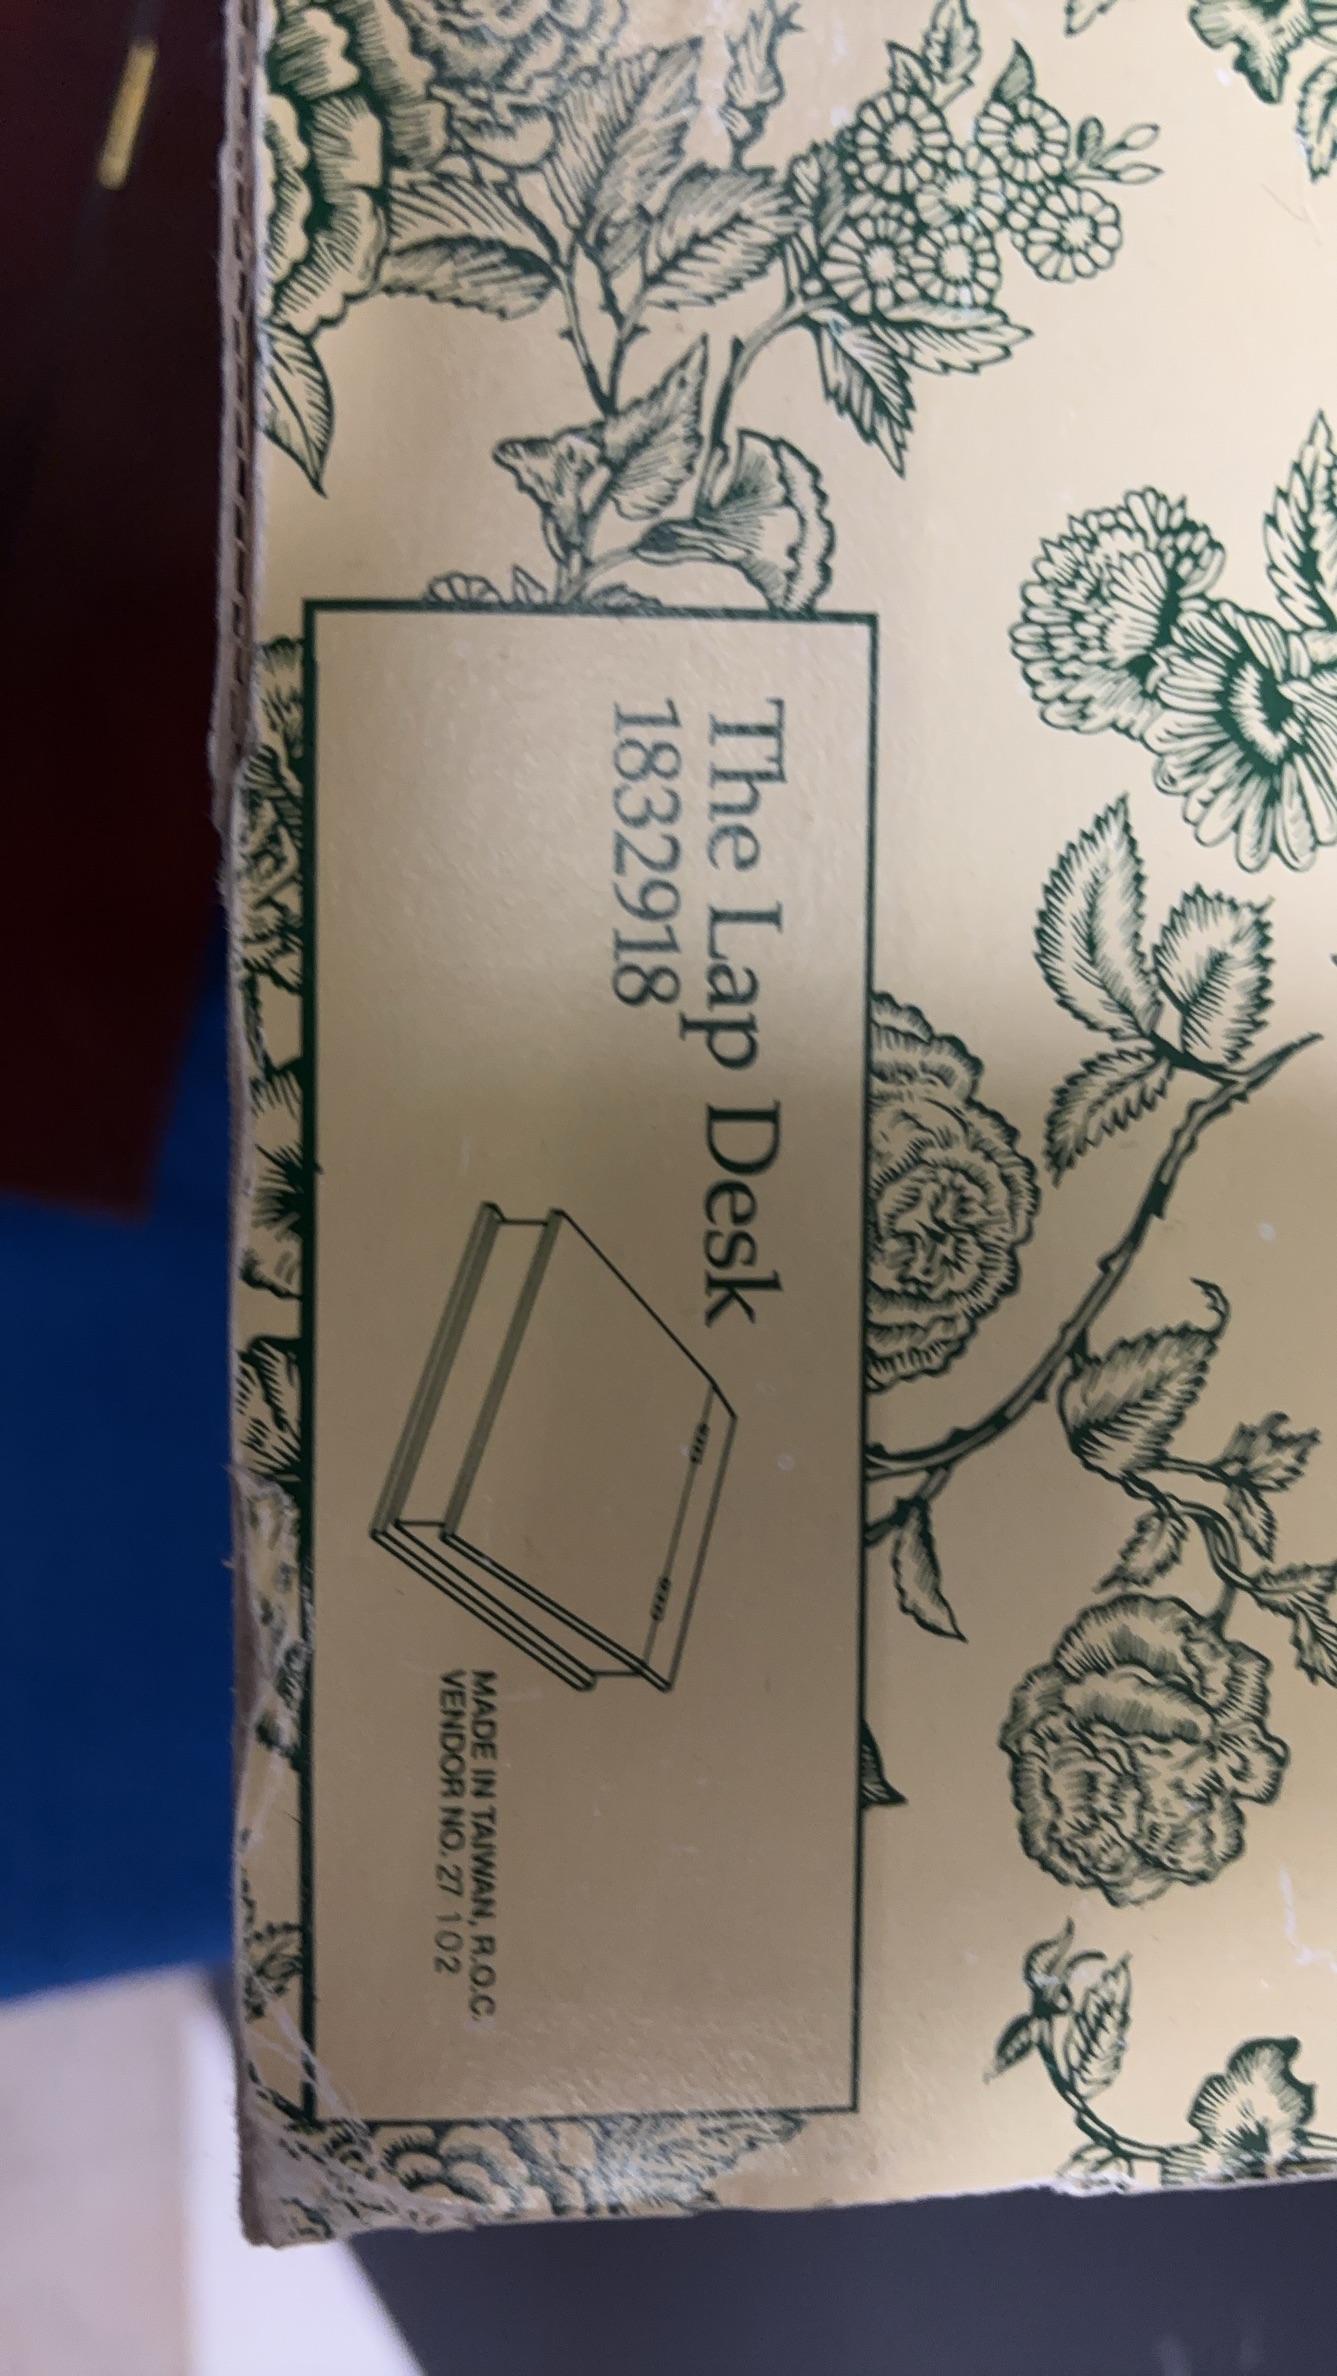 The Lap Desk
1832918
MADE IN TAIWAN, R.O.C.
VENDOR NO. 27 102